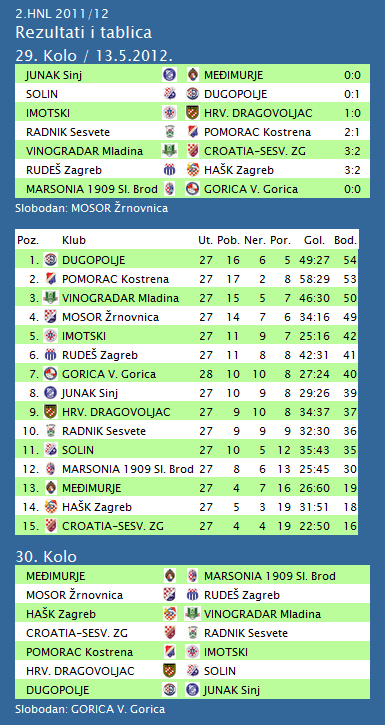 2.HNL 2011/12
Rezultati i tablica
29. Kolo / 13.5.2012.
JUNAK Sinj MEĐIMURJE 0:0
SOLIN DUGOPOLJE 0:1
IMOTSKI HRV. DRAGOVOLJAC 1:0
RADNIK Sesvete POMORAC Kostrena 2:1
VINOGRADAR Mladina CROATIA-SESV. ZG 3:2
RUDEŠ Zagreb HAŠK Zagreb 3:2
MARSONIA 1909 Sl. Brod GORICA V. Gorica 0:0
Slobodan: MOSOR Žrnovnica
Poz. Klub Ut. Pob. Ner. Por. Gol. Bod.
1. DUGOPOLJE 27 16 6 5 49:27 54
2. POMORAC Kostrena 27 17 2 8 58:29 53
3. VINOGRADAR Mladina 27 15 5 7 46:30 50
4. MOSOR Žrnovnica 27 14 7 6 34:16 49
5. IMOTSKI 27 11 9 7 25:16 42
6. RUDEŠ Zagreb 27 11 8 8 42:31 41
7. GORICA V. Gorica 28 10 10 8 27:24 40
8. JUNAK Sinj 27 11 7 9 29:26 39
9. HRV. DRAGOVOLJAC 27 9 10 8 34:37 37
10. RADNIK Sesvete 27 9 9 9 32:30 36
11. SOLIN 27 10 5 12 35:43 35
12. MARSONIA 1909 Sl. Brod 27 8 6 13 25:45 30
13. MEĐIMURJE 27 4 7 16 26:60 19
14. HAŠK Zagreb 27 5 3 19 31:51 18
15. CROATIA-SESV. ZG 27 4 4 19 22:50 16
30. Kolo
MEĐIMURJE MARSONIA 1909 Sl. Brod
MOSOR Žrnovnica RUDEŠ Zagreb
HAŠK Zagreb VINOGRADAR Mladina
CROATIA-SESV. ZG RADNIK Sesvete
POMORAC Kostrena IMOTSKI
HRV. DRAGOVOLJAC SOLIN
DUGOPOLJE JUNAK Sinj
Slobodan: GORICA V. Gorica